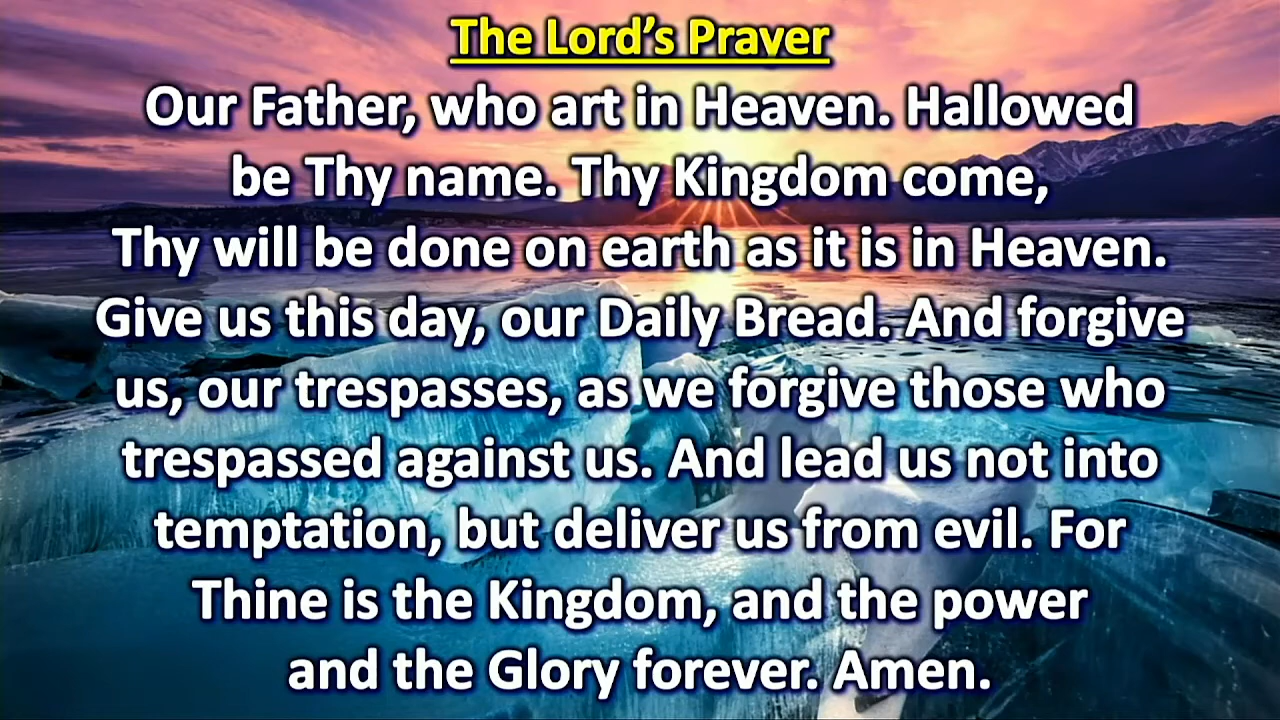 The Lord’s Prayer
Our Father, who art in Heaven. Hallowed
be Thy name. Thy Kingdom come,
Thy will be done on earth as it is in Heaven.
Give us this day, our Daily Bread. And forgive
us, our trespasses, as we forgive those who
trespassed against us. And lead us not into
temptation, but deliver us from evil. For
Thine is the Kingdom, and the power
and the Glory forever. Amen.